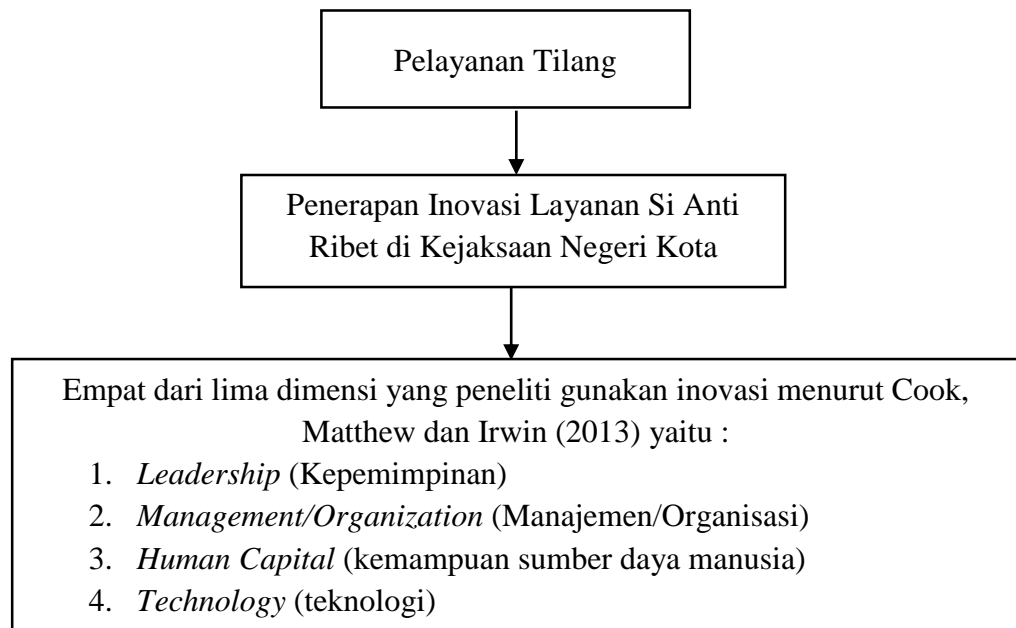 Pelayanan Tilang
Penerapan Inovasi Layanan Si Anti
Ribet di Kejaksaan Negeri Kota
Empat dari lima dimensi yang peneliti gunakan inovasi menurut Cook,
Matthew dan Irwin (2013) yaitu :
1. Leadership (Kepemimpinan)
2. Management/Organization (Manajemen/Organisasi)
3. Human Capital (kemampuan sumber daya manusia)
4. Technology (teknologi)